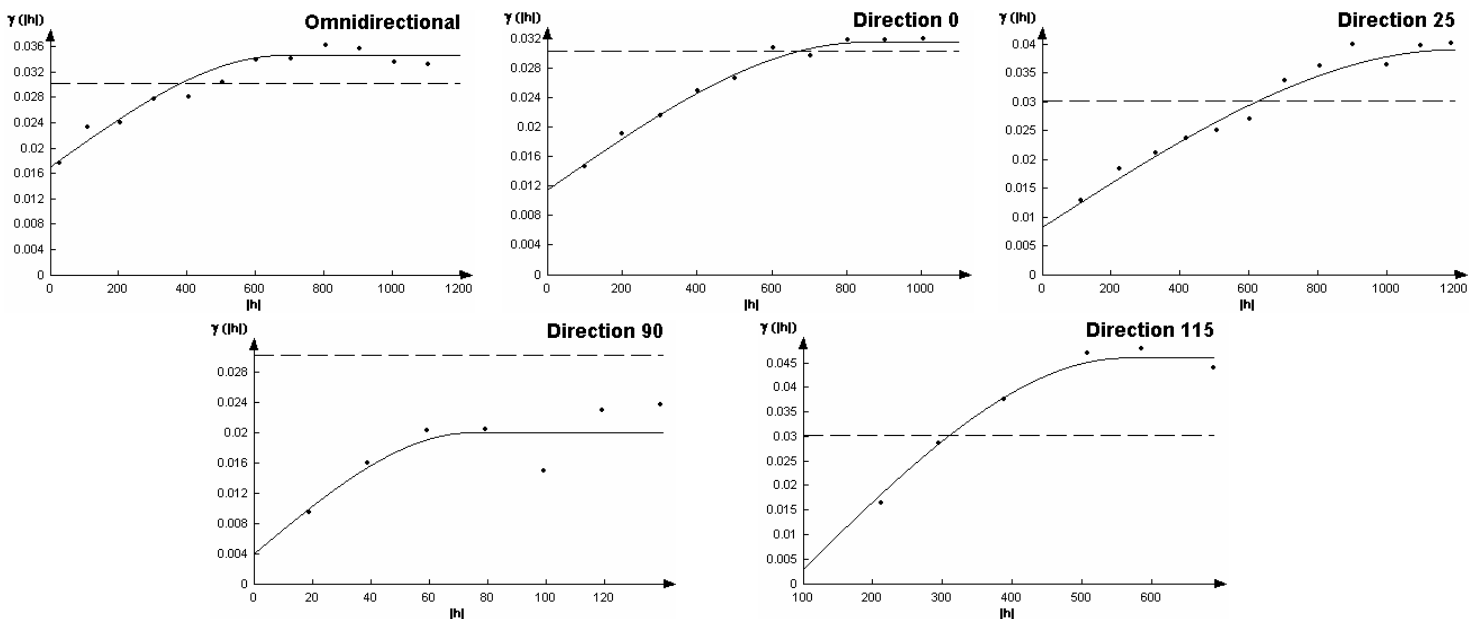 γ (|h|)
Omnidirectional
0.036
0.032
0.028
0.024
0.02
0.016
0.012
0.008
0.004
0
0 200 400 600 800 1000 1200
|h|
γ (|h|)
Direction 0
0.032
0.028
0.024
0.02
0.016
0.012
0.008
0.004
0
0 200 400 600 800 1000
|h|
γ (|h|)
Direction 25
0.04
0.035
0.03
0.025
0.02
0.015
0.01
0.005
0
0 200 400 600 800 1000 1200
|h|
γ (|h|)
Direction 90
0.028
0.024
0.02
0.016
0.012
0.008
0.004
0
0 20 40 60 80 100 120
|h|
γ (|h|)
Direction 115
0.045
0.04
0.035
0.03
0.025
0.02
0.015
0.01
0.005
0
100 200 300 400 500 600
|h|